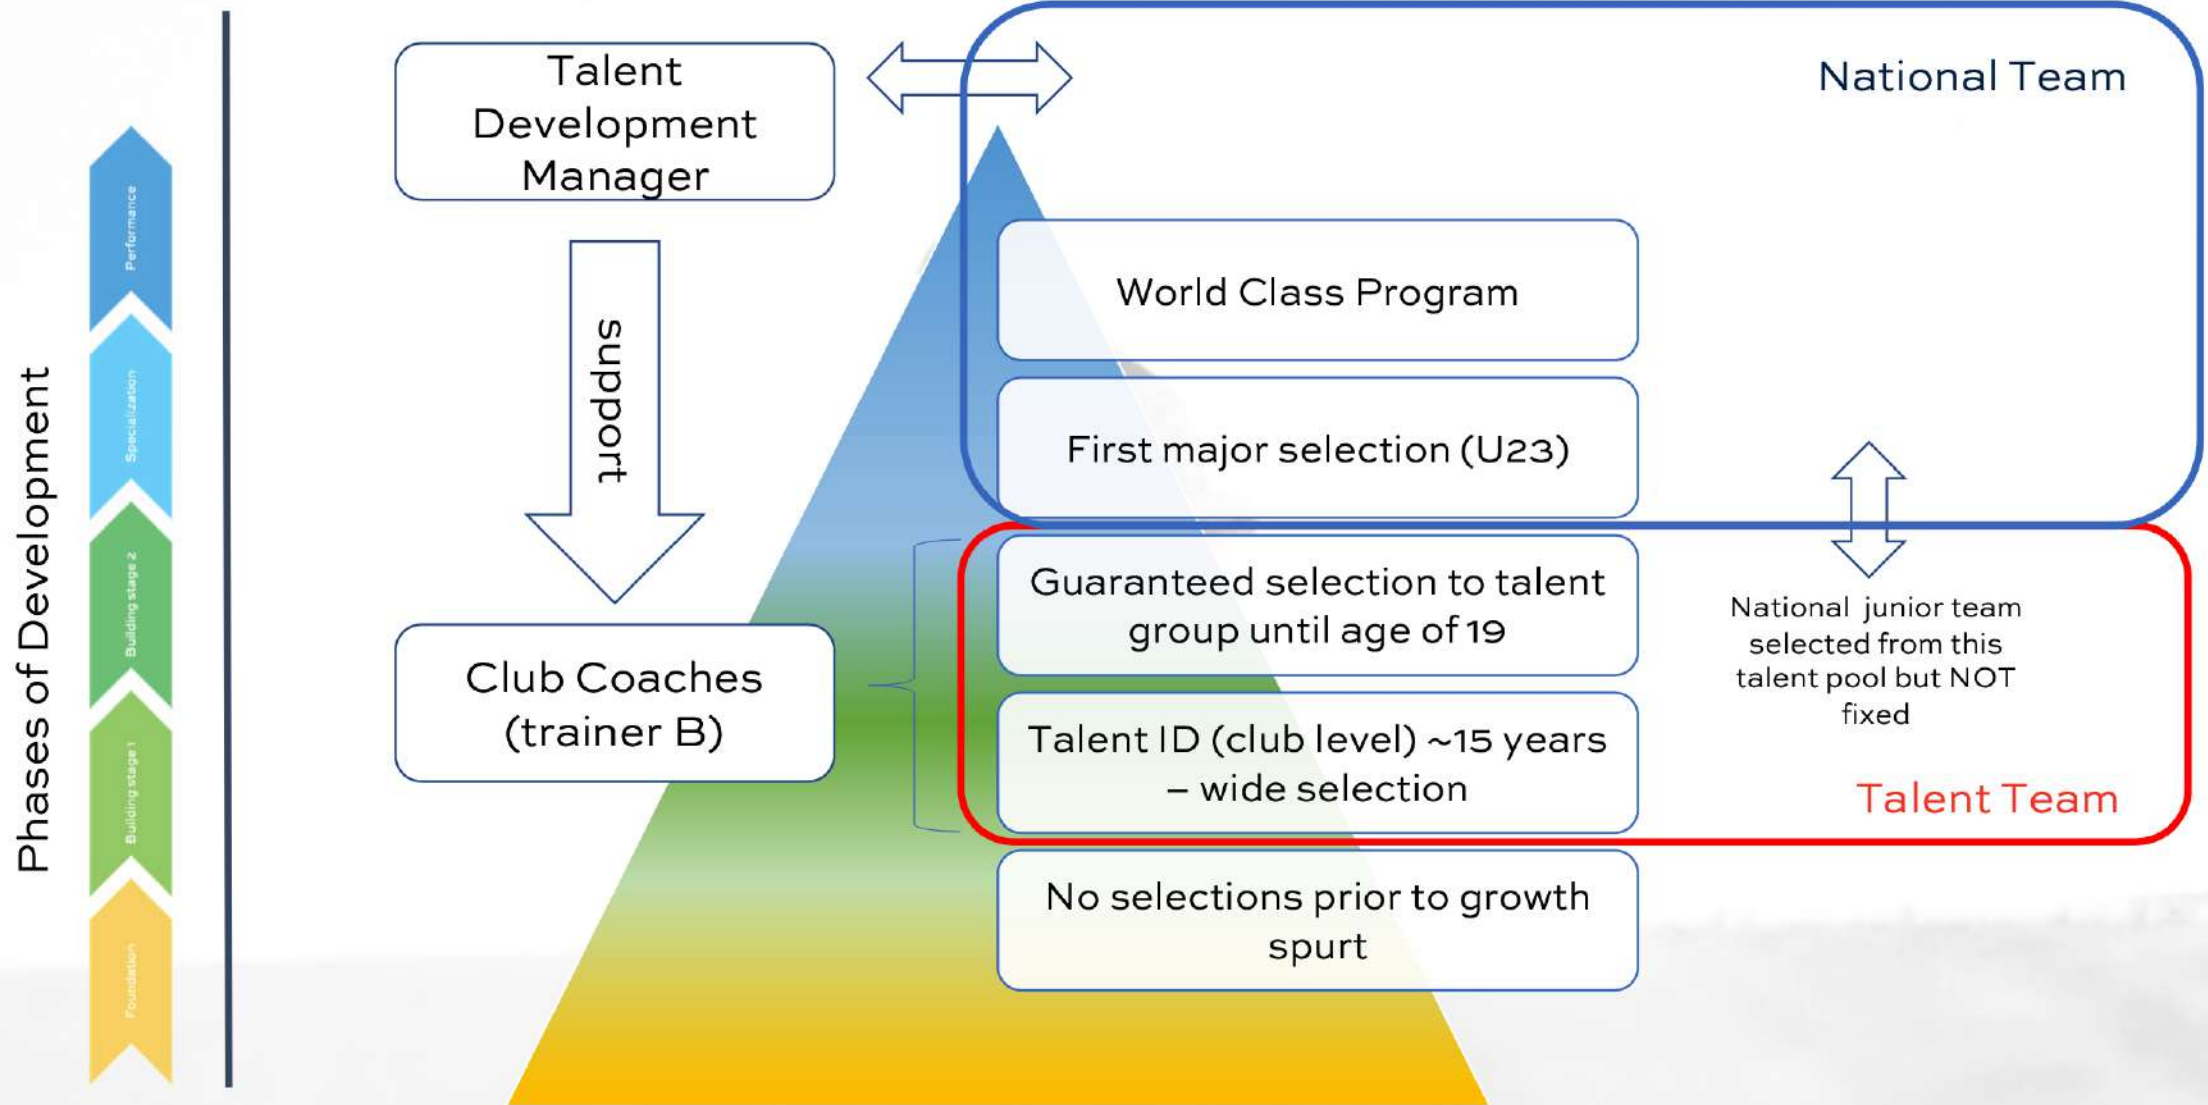 Phases of Development
Performance
Specialization
Building stage 2
Building stage 1
Foundation
Talent
Development
Manager
support
Club Coaches
(trainer B)
National Team
World Class Program
First major selection (U23)
Guaranteed selection to talent
group until age of 19
Talent ID (club level) ~15 years
– wide selection
No selections prior to growth
spurt
National junior team
selected from this
talent pool but NOT
fixed
Talent Team